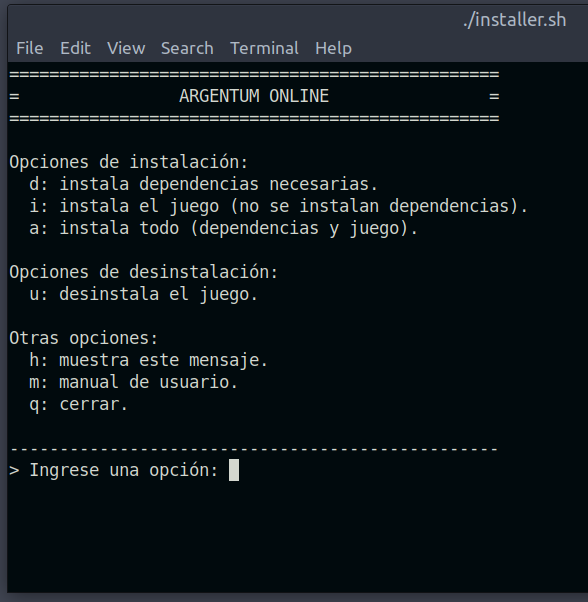 ./installer.sh
File Edit View Search Terminal Help
=================================================
= ARGENTUM ONLINE =
=================================================
Opciones de instalación:
d: instala dependencias necesarias.
i: instala el juego (no se instalan dependencias).
a: instala todo (dependencias y juego).
Opciones de desinstalación:
u: desinstala el juego.
Otras opciones:
h: muestra este mensaje.
m: manual de usuario.
q: cerrar.
-------------------------------------------------
> Ingrese una opción: